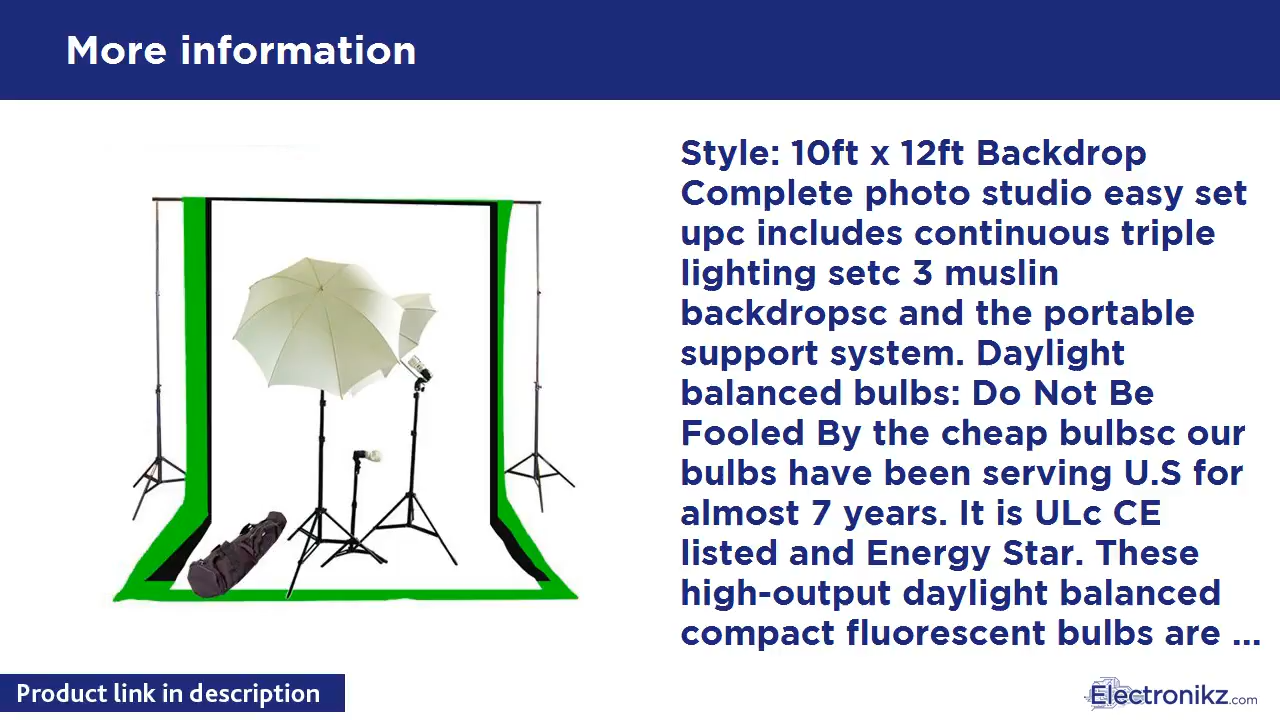 More information
Style: 10ft x 12ft Backdrop
Complete photo studio easy set
upc includes continuous triple
lighting setc 3 muslin
backdropsc and the portable
support system. Daylight
balanced bulbs: Do Not Be
Fooled By the cheap bulbsc our
bulbs have been serving U.S for
almost 7 years. It is ULc CE
listed and Energy Star. These
high-output daylight balanced
compact fluorescent bulbs are ...
Product link in description
Electronikz.com